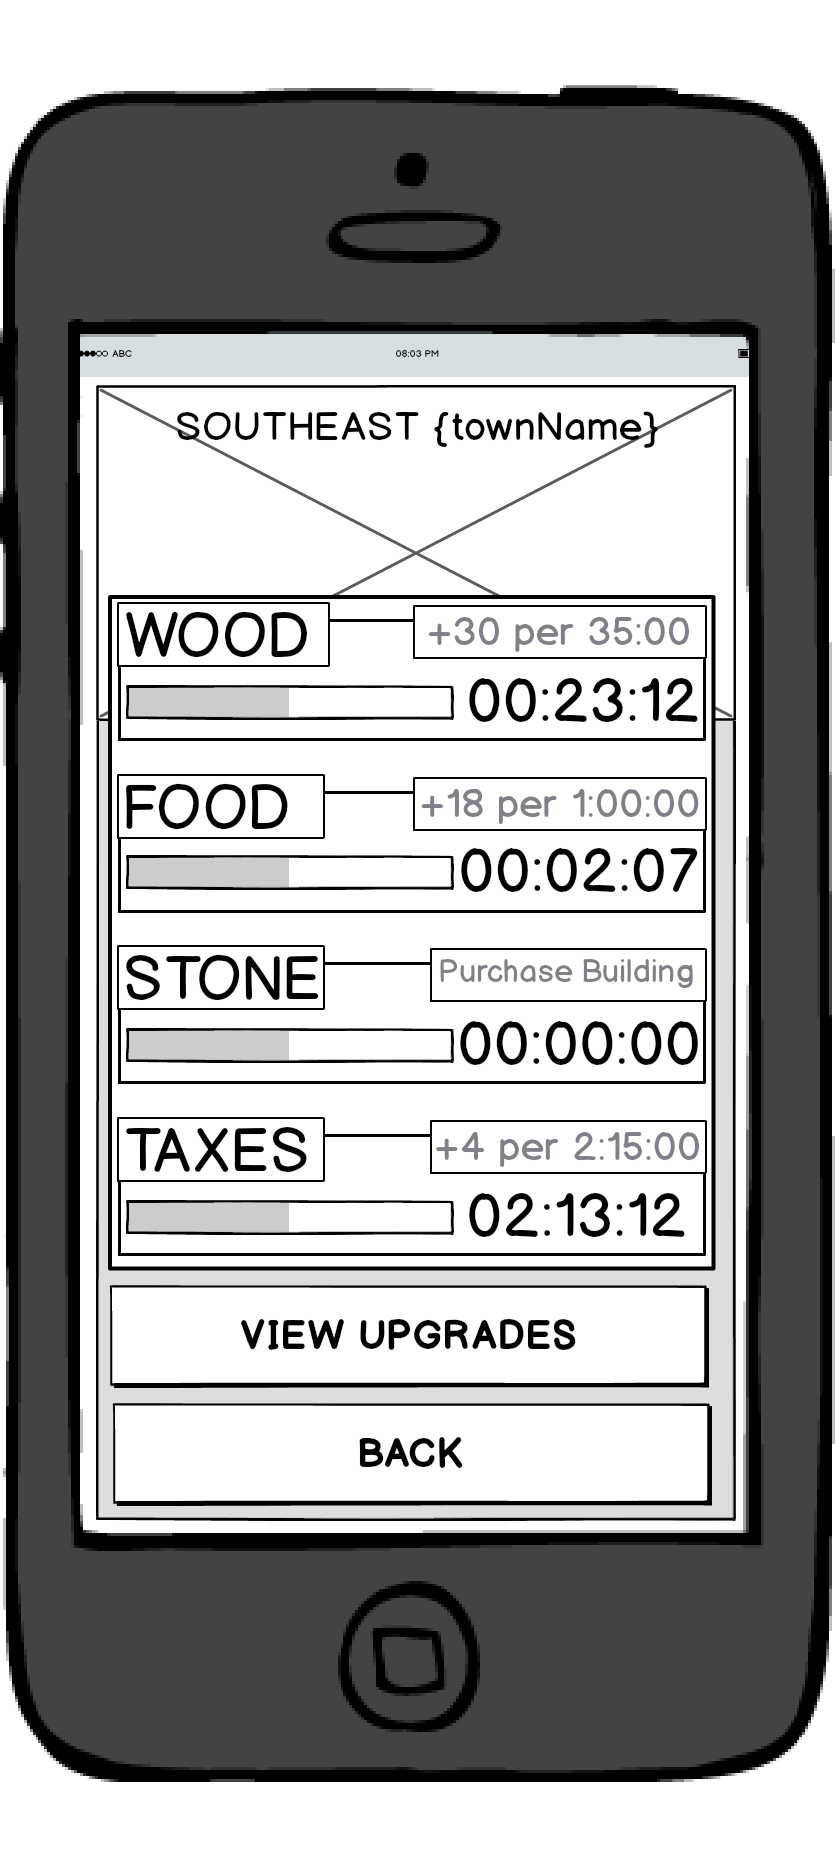 ABC 08:03 PM
SOUTHEAST {townName}
WOOD +30 per 35:00
00:23:12
FOOD +18 per 1:00:00
00:02:07
STONE Purchase Building
00:00:00
TAXES +4 per 2:15:00
02:13:12
VIEW UPGRADES
BACK